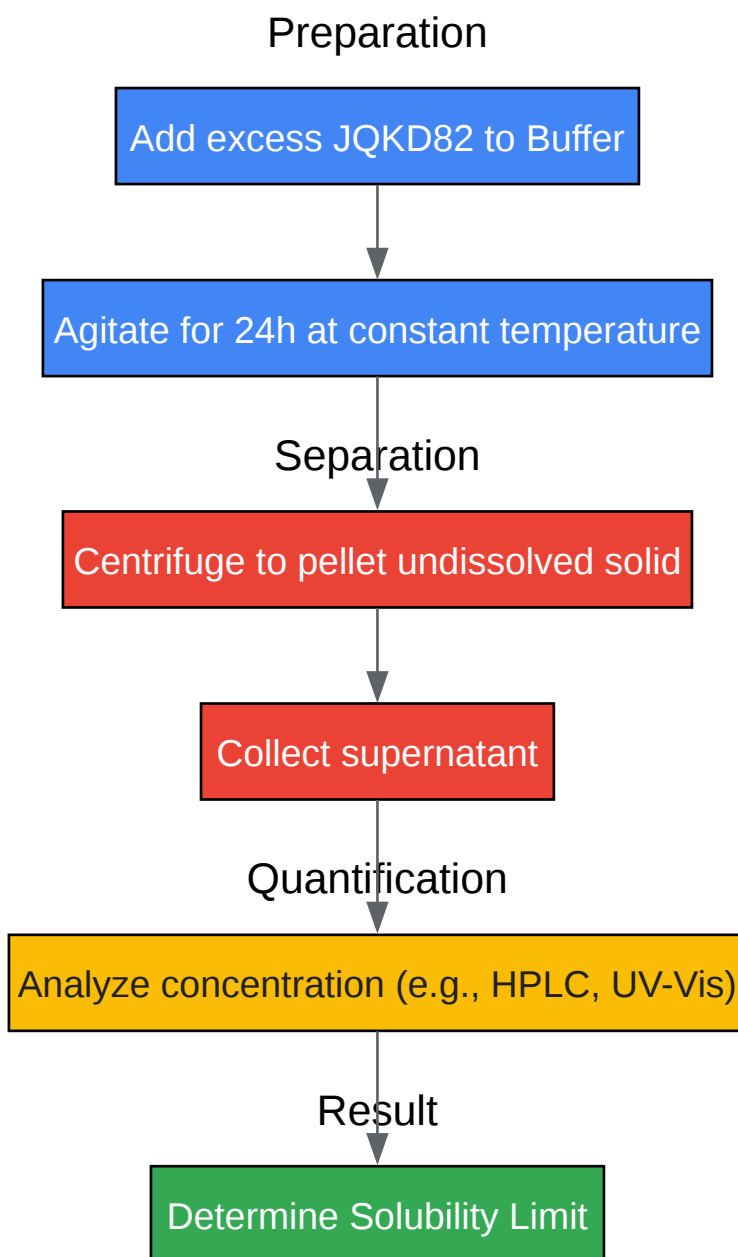 Preparation
Add excess JQKD82 to Buffer
Agitate for 24h at constant temperature
Separation
Centrifuge to pellet undissolved solid
Collect supernatant
Quantification
Analyze concentration (e.g., HPLC, UV-Vis)
Result
Determine Solubility Limit